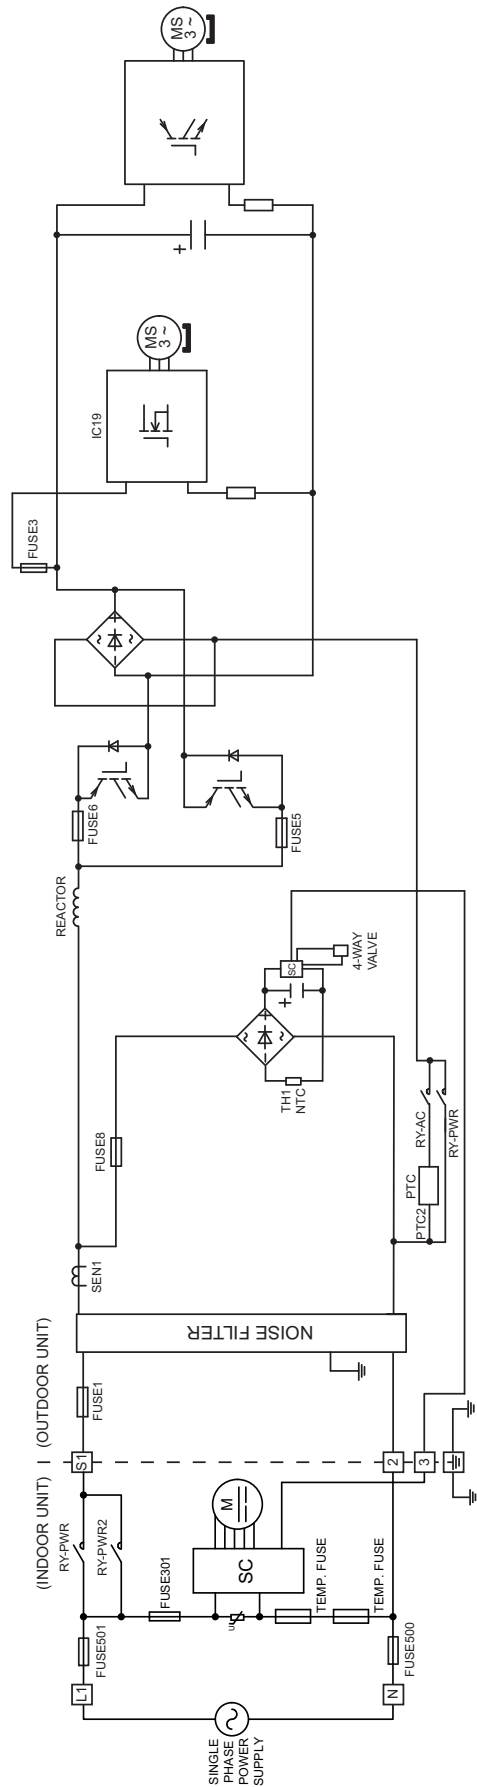 SINGLE
PHASE
POWER
SUPPLY
L1
N
FUSE501
FUSE500
(INDOOR UNIT)
(OUTDOOR UNIT)
RY-PWR
RY-PWR2
FUSE301
U
TEMP. FUSE
TEMP. FUSE
SC
M
S1
2
3
FUSE1
NOISE FILTER
SEN1
FUSE8
PTC2
PTC
RY-AC
RY-PWR
TH1
NTC
~
~
+
SC
4-WAY
VALVE
REACTOR
FUSE6
FUSE5
~
~
+
FUSE3
IC19
MS
3 ~
+
MS
3 ~